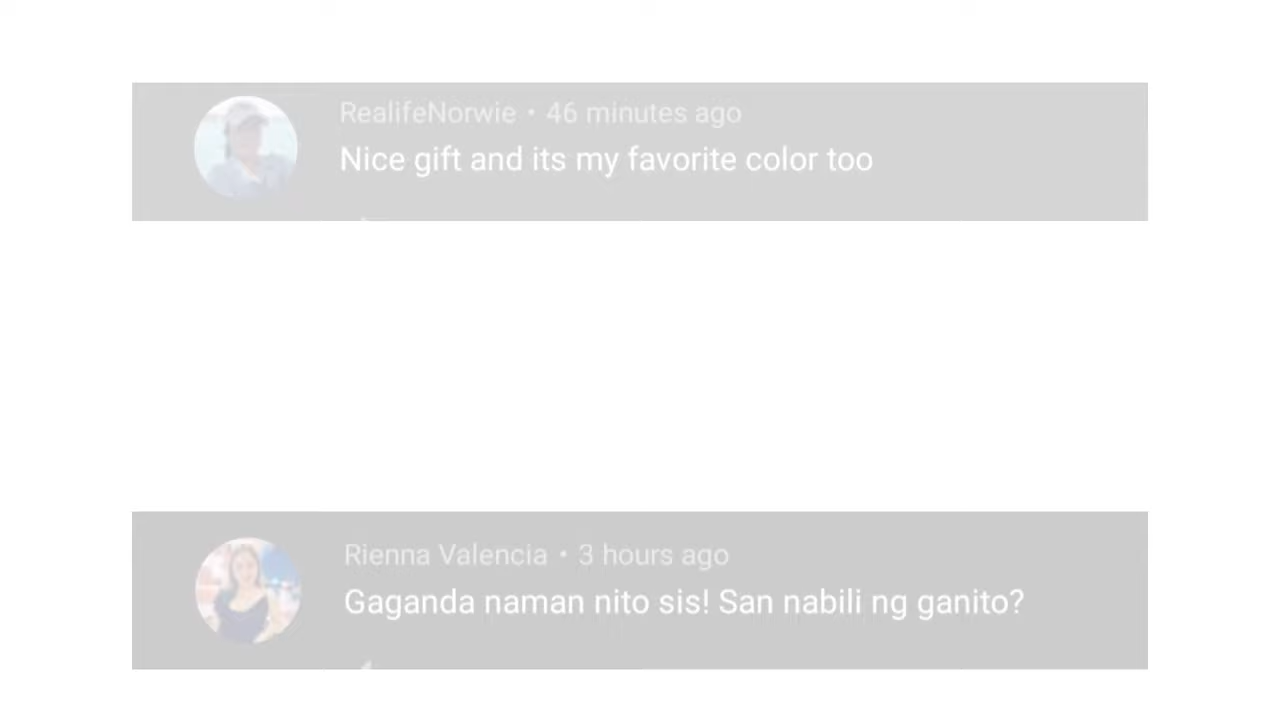 RealifeNorwie • 46 minutes ago
Nice gift and its my favorite color too
Rienna Valencia • 3 hours ago
Gaganda naman nito sis! San nabili ng ganito?